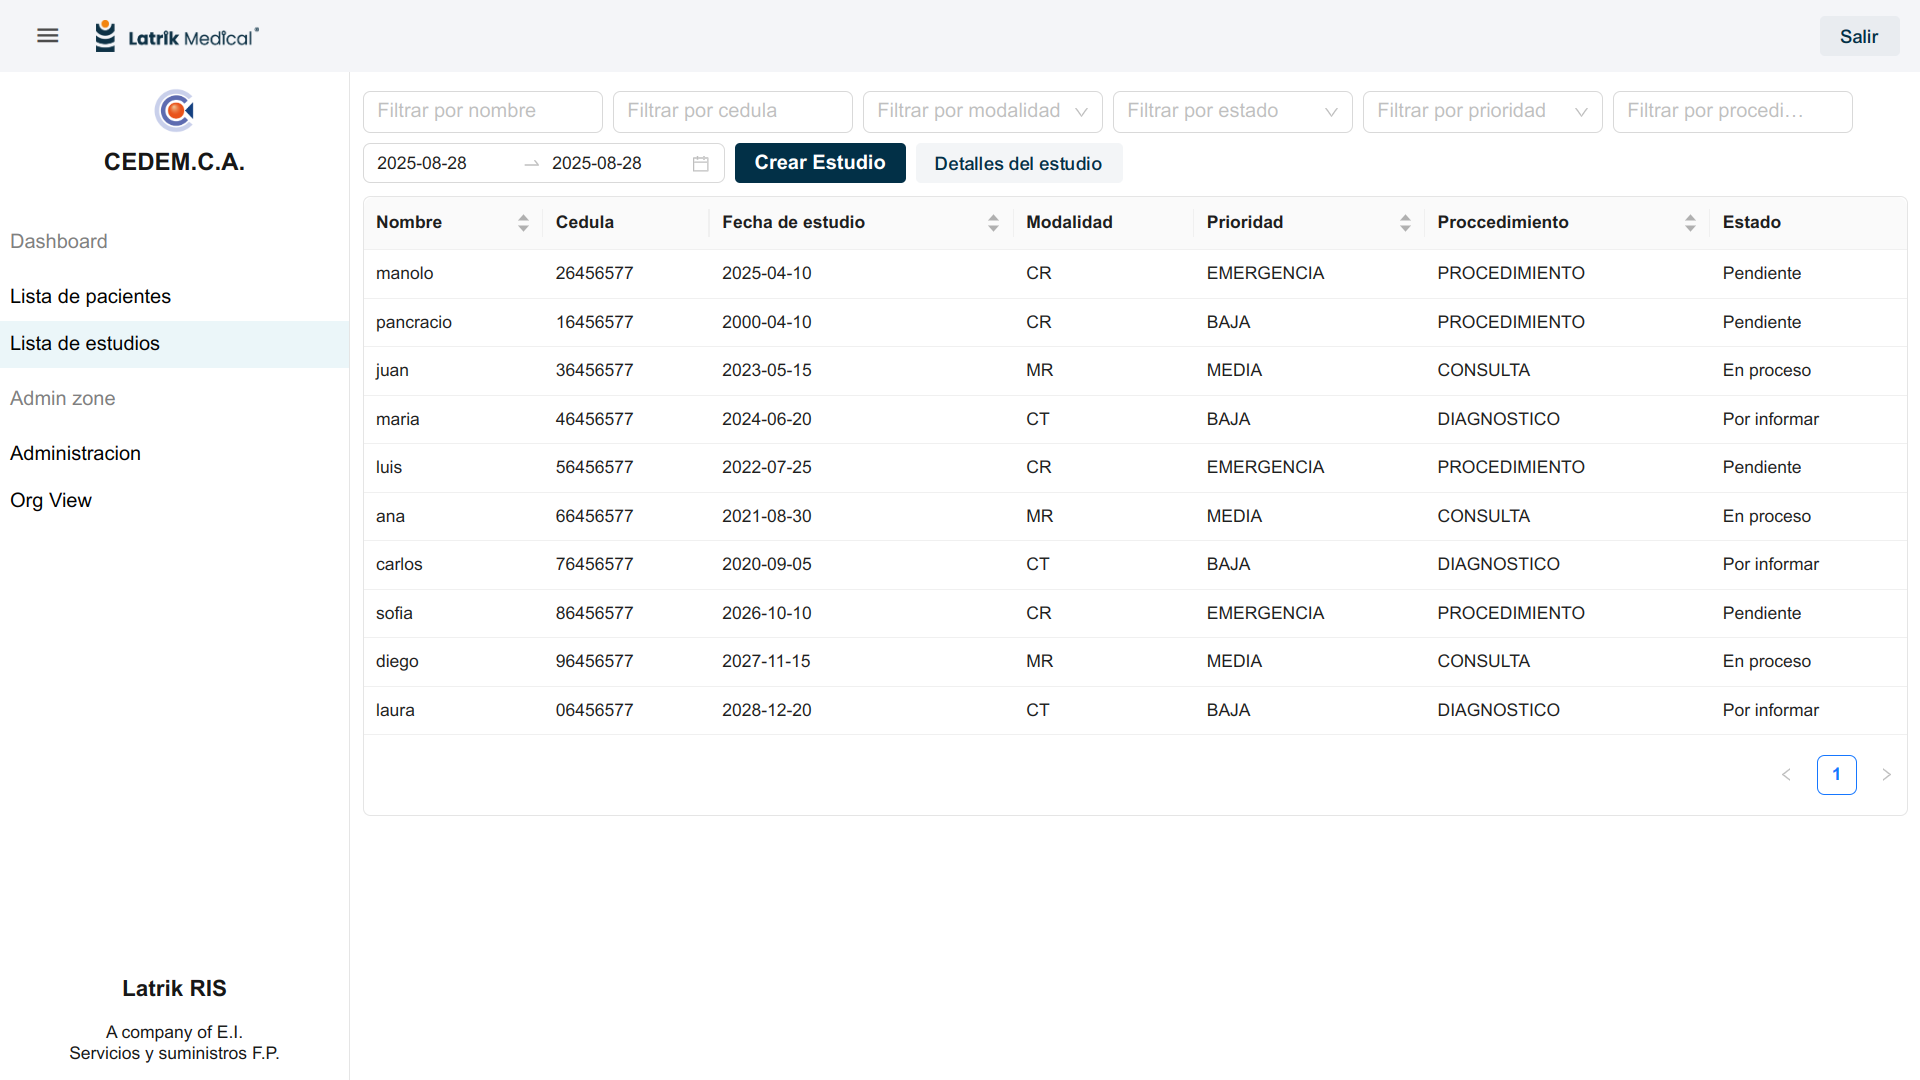 Latrik Medical
Salir
CEDEM.C.A.
Dashboard
Lista de pacientes
Lista de estudios
Admin zone
Administracion
Org View
Latrik RIS
A company of E.I.
Servicios y suministros F.P.
Filtrar por nombre Filtrar por cedula Filtrar por modalidad Filtrar por estado Filtrar por prioridad Filtrar por procedi...
2025-08-28 → 2025-08-28 Crear Estudio Detalles del estudio
Nombre Cedula Fecha de estudio Modalidad Prioridad Proccedimiento Estado
manolo 26456577 2025-04-10 CR EMERGENCIA PROCEDIMIENTO Pendiente
pancracio 16456577 2000-04-10 CR BAJA PROCEDIMIENTO Pendiente
juan 36456577 2023-05-15 MR MEDIA CONSULTA En proceso
maria 46456577 2024-06-20 CT BAJA DIAGNOSTICO Por informar
luis 56456577 2022-07-25 CR EMERGENCIA PROCEDIMIENTO Pendiente
ana 66456577 2021-08-30 MR MEDIA CONSULTA En proceso
carlos 76456577 2020-09-05 CT BAJA DIAGNOSTICO Por informar
sofia 86456577 2026-10-10 CR EMERGENCIA PROCEDIMIENTO Pendiente
diego 96456577 2027-11-15 MR MEDIA CONSULTA En proceso
laura 06456577 2028-12-20 CT BAJA DIAGNOSTICO Por informar
< 1 >